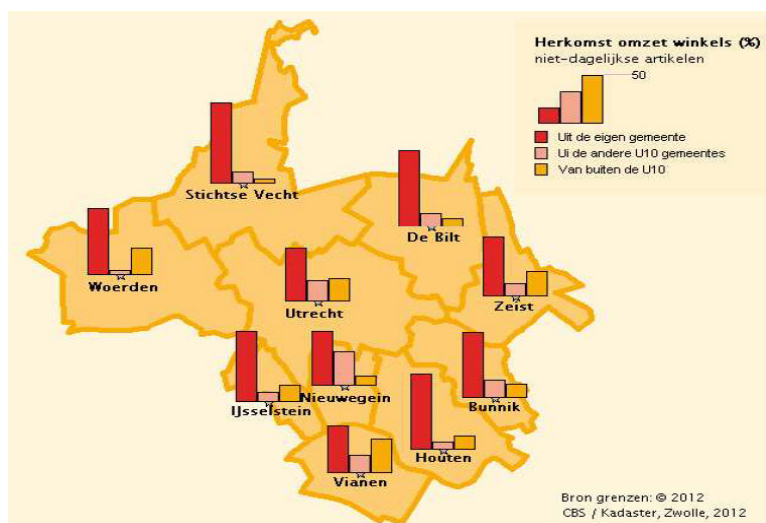 Herkomst omzet winkels (%)
niet-dagelijkse artikelen
50
Uit de eigen gemeente
Ui de andere U10 gemeentes
Van buiten de U10
Stichtse Vecht
De Bilt
Woerden
Utrecht
Zeist
IJsselstein
Nieuwegein
Bunnik
Houten
Vianen
Bron grenzen: © 2012
CBS / Kadaster, Zwolle, 2012